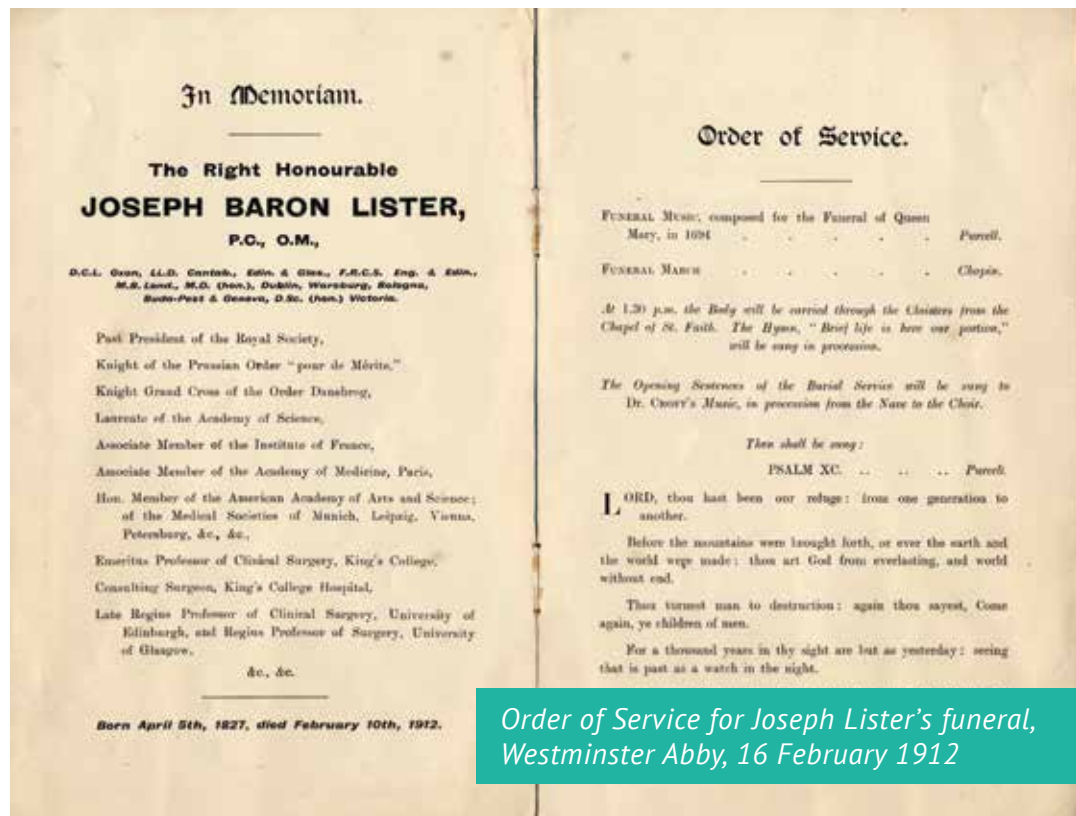 In Memoriam.
The Right Honourable
JOSEPH BARON LISTER,
P.C., O.M.,
D.C.L. Oxon, LL.D. Cantab., Edin. & Glas., F.R.C.S. Eng. & Edin.,
M.B. Lond., M.D. (hon.), Dublin, Warsburg, Bologna,
Buda-Pest & Geneva, D.Sc. (hon.) Victoria.
Past President of the Royal Society,
Knight of the Prussian Order "pour de Mérite,"
Knight Grand Cross of the Order Dansbrog,
Laureate of the Academy of Science,
Associate Member of the Institute of France,
Associate Member of the Academy of Medicine, Paris,
Hon. Member of the American Academy of Arts and Science;
of the Medical Societies of Munich, Leipzig, Vienna,
Petersburg, &c., &c.,
Emeritus Professor of Clinical Surgery, King's College,
Consulting Surgeon, King's College Hospital,
Late Regius Professor of Clinical Surgery, University of
Edinburgh, and Regius Professor of Surgery, University
of Glasgow,
&c., &c.
Born April 5th, 1827, died February 10th, 1912.
Order of Service.
FUNERAL MUSIC, composed for the Funeral of Queen
Mary, in 1694 . . . . . Purcell.
FUNERAL MARCH . . . . . Chopin.
At 1.30 p.m. the Body will be carried through the Cloisters from the
Chapel of St. Faith. The Hymn, "Brief life is here our portion,"
will be sung in procession.
The Opening Sentences of the Burial Service will be sung to
Dr. CROFT's Music, in procession from the Nave to the Choir.
Then shall be sung:
PSALM XC. .. .. .. Purcell.
LORD, thou hast been our refuge: from one generation to
another.
Before the mountains were brought forth, or ever the earth and
the world were made: thou art God from everlasting, and world
without end.
Thou turnest man to destruction: again thou sayest, Come
again, ye children of men.
For a thousand years in thy sight are but as yesterday: seeing
that is past as a watch in the night.
Order of Service for Joseph Lister's funeral,
Westminster Abby, 16 February 1912